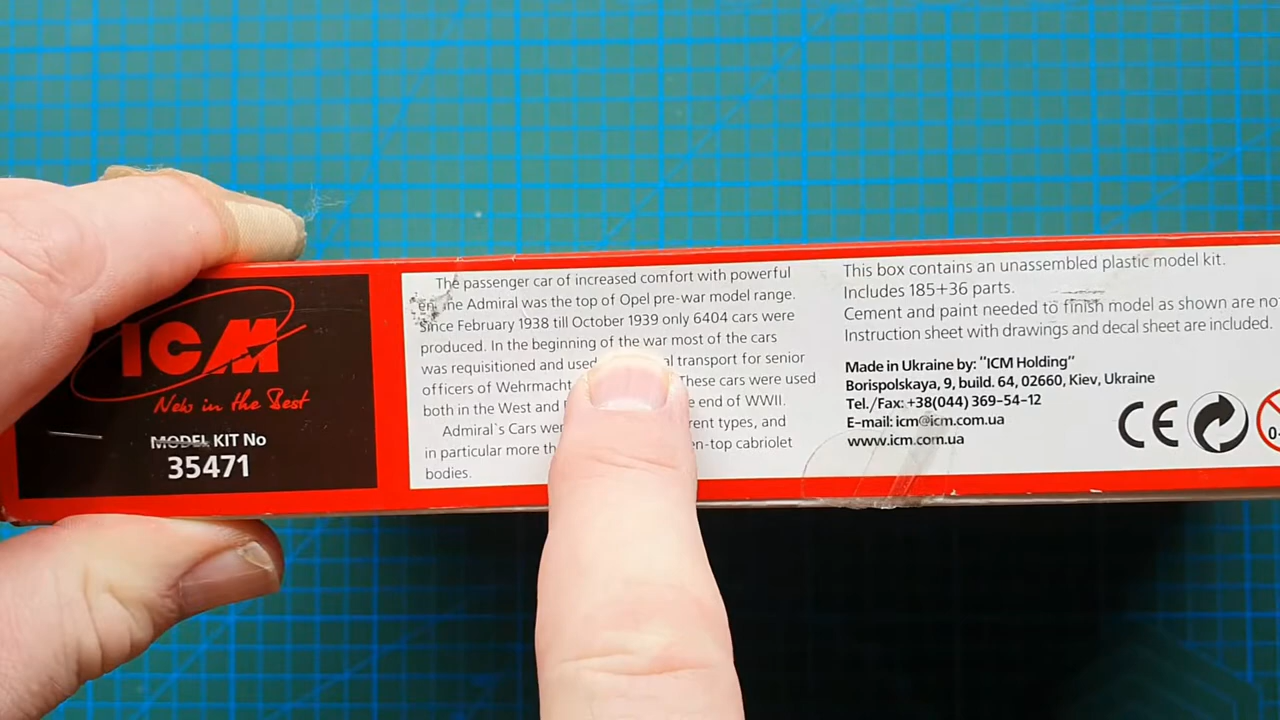 ICM
New in the Best
MODEL KIT No
35471
The passenger car of increased comfort with powerful
Admiral was the top of Opel pre-war model range.
Since February 1938 till October 1939 only 6404 cars were
produced. In the beginning of the war most of the cars
was requisitioned and used transport for senior
officers of Wehrmacht These cars were used
both in the West and end of WWII.
Admiral`s Cars types, and
in particular more cabriolet
bodies.
This box contains an unassembled plastic model kit.
Includes 185+36 parts.
Cement and paint needed to finish model as shown are
Instruction sheet with drawings and decal sheet are included.
Made in Ukraine by: "ICM Holding"
Borispolskaya, 9, build. 64, 02660, Kiev, Ukraine
Tel./Fax: +38(044) 369-54-12
E-mail: icm@icm.com.ua
www.icm.com.ua
CE